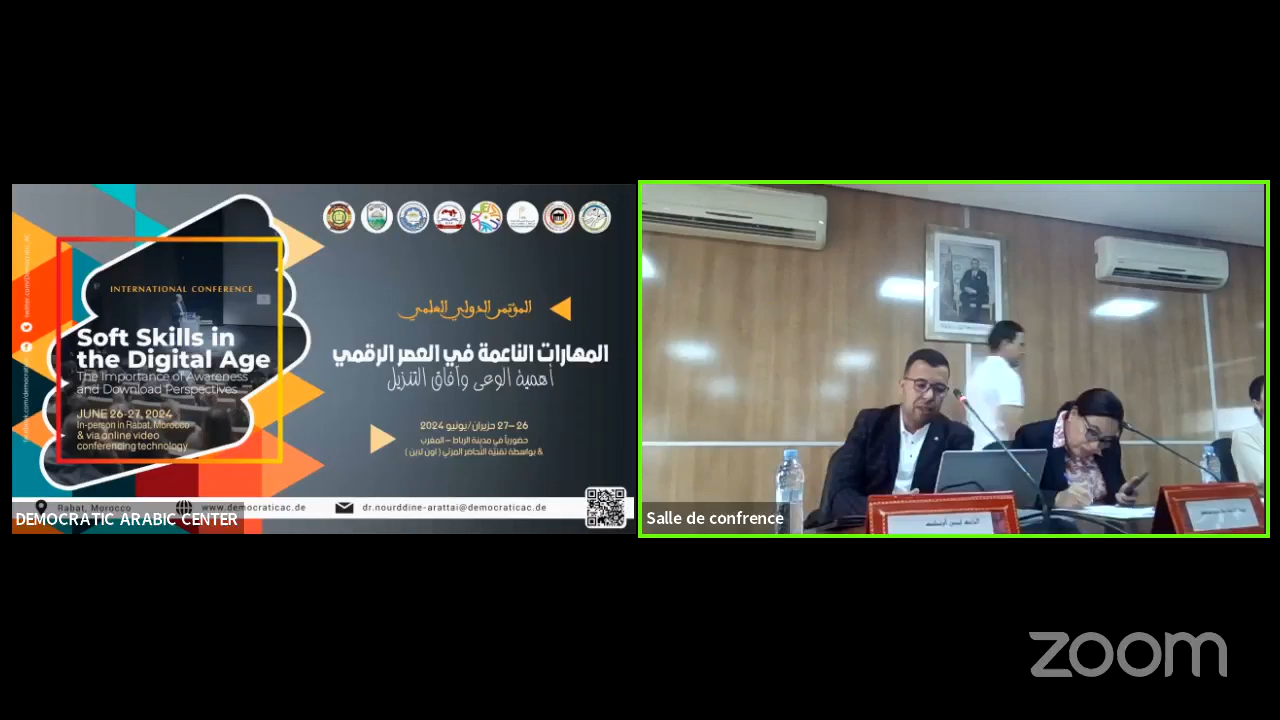 INTERNATIONAL CONFERENCE
Soft Skills in
the Digital Age
The Importance of Awareness
and Download Perspectives
JUNE 26-27, 2024
In-person in Rabat, Morocco
& via online video
conferencing technology
المؤتمر الدولي العلمي
المهارات الناعمة في العصر الرقمي
أهمية الوعي وآفاق التنزيل
26–27 حزيران/يونيو 2024
حضورياً في مدينة الرباط – المغرب
& بواسطة تقنيّة التّحاضر المرئي ( اون لاين )
Rabat, Morocco
www.democraticac.de
dr.nourddine-arattai@democraticac.de
DEMOCRATIC ARABIC CENTER
Salle de confrence
zoom